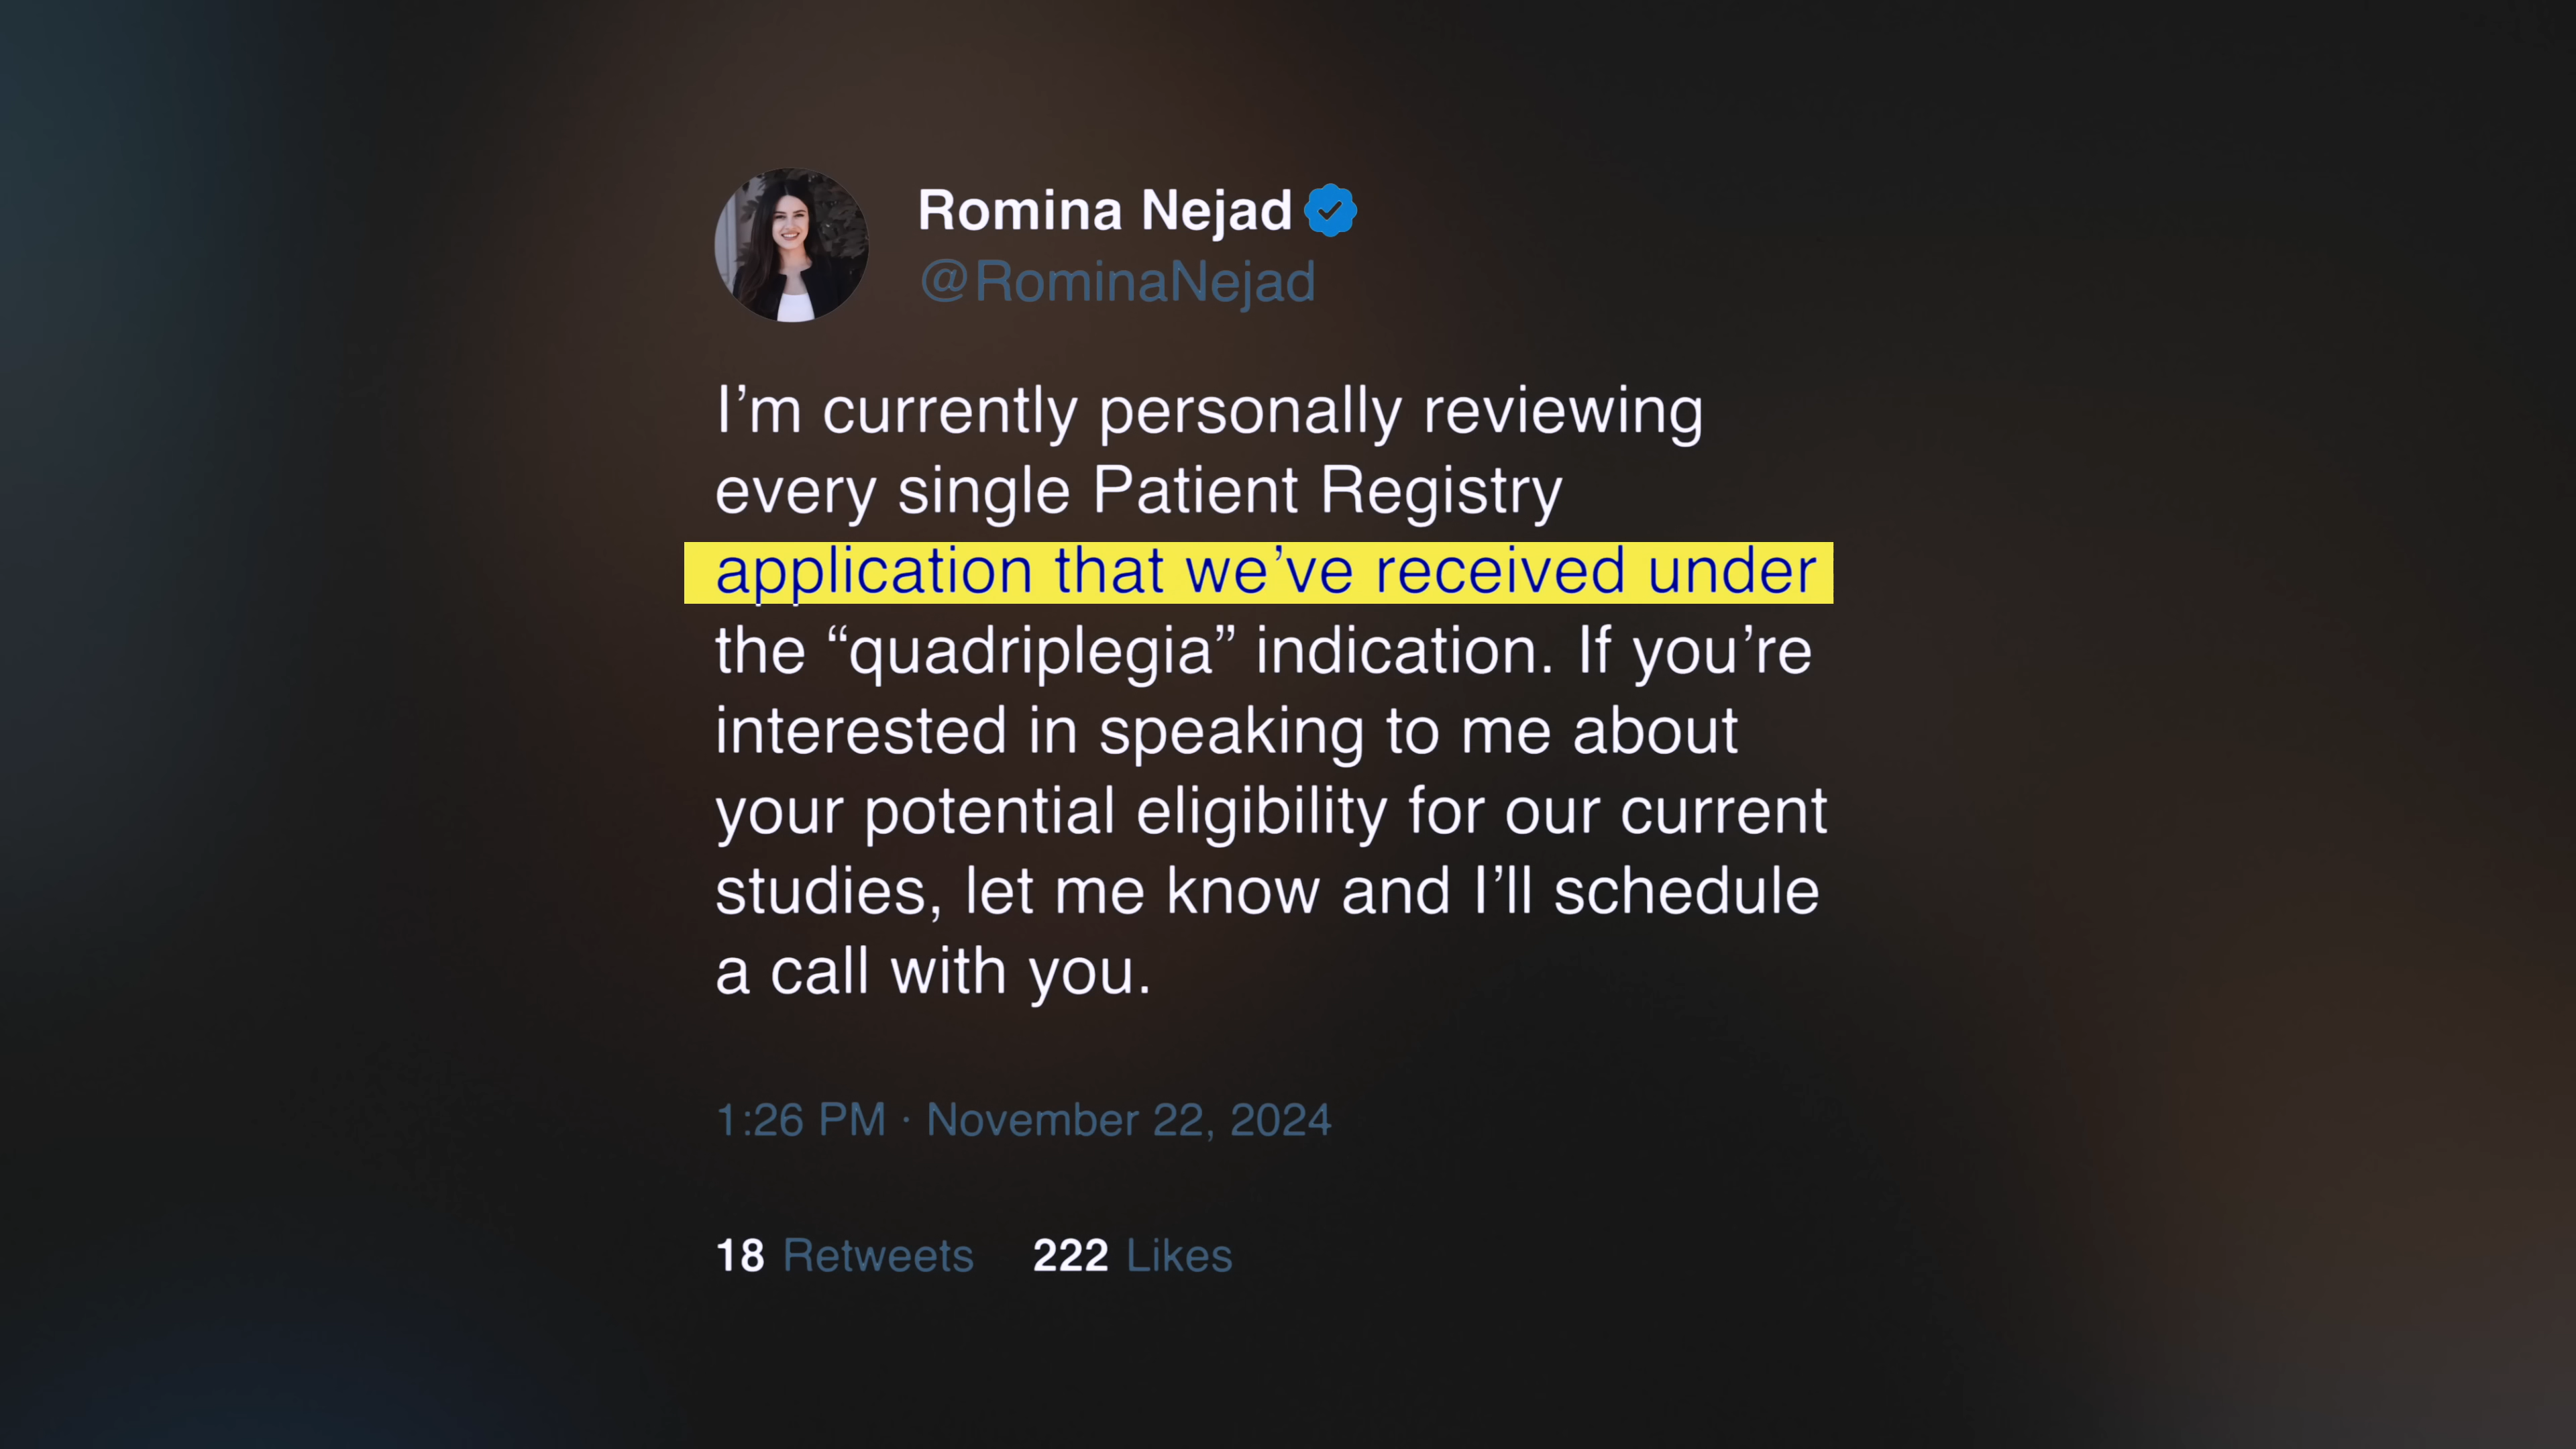 Romina Nejad
@RominaNejad
I’m currently personally reviewing
every single Patient Registry
application that we’ve received under
the “quadriplegia” indication. If you’re
interested in speaking to me about
your potential eligibility for our current
studies, let me know and I’ll schedule
a call with you.
1:26 PM · November 22, 2024
18 Retweets 222 Likes